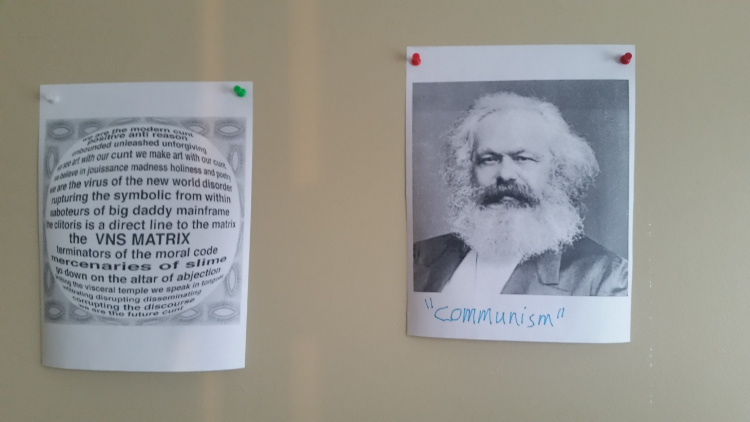 we are the modern cunt
positive anti reason
unbounded unleashed unforgiving
we see art with our cunt we make art with our cunt
we believe in jouissance madness holiness and poetry
we are the virus of the new world disorder
rupturing the symbolic from within
saboteurs of big daddy mainframe
the clitoris is a direct line to the matrix
the VNS MATRIX
terminators of the moral code
mercenaries of slime
go down on the altar of abjection
the visceral temple we speak in tongues
infiltrating disrupting disseminating
corrupting the discourse
we are the future cunt
"communism"